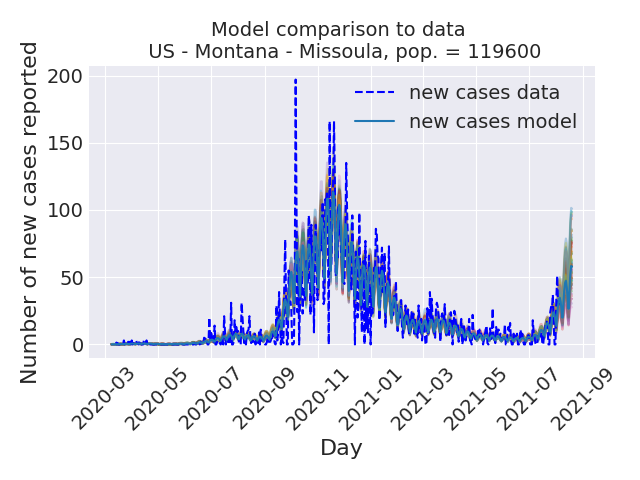 Model comparison to data
US - Montana - Missoula, pop. = 119600
Number of new cases reported
200
150
100
50
0
new cases data
new cases model
2020-03
2020-05
2020-07
2020-09
2020-11
2021-01
2021-03
2021-05
2021-07
2021-09
Day